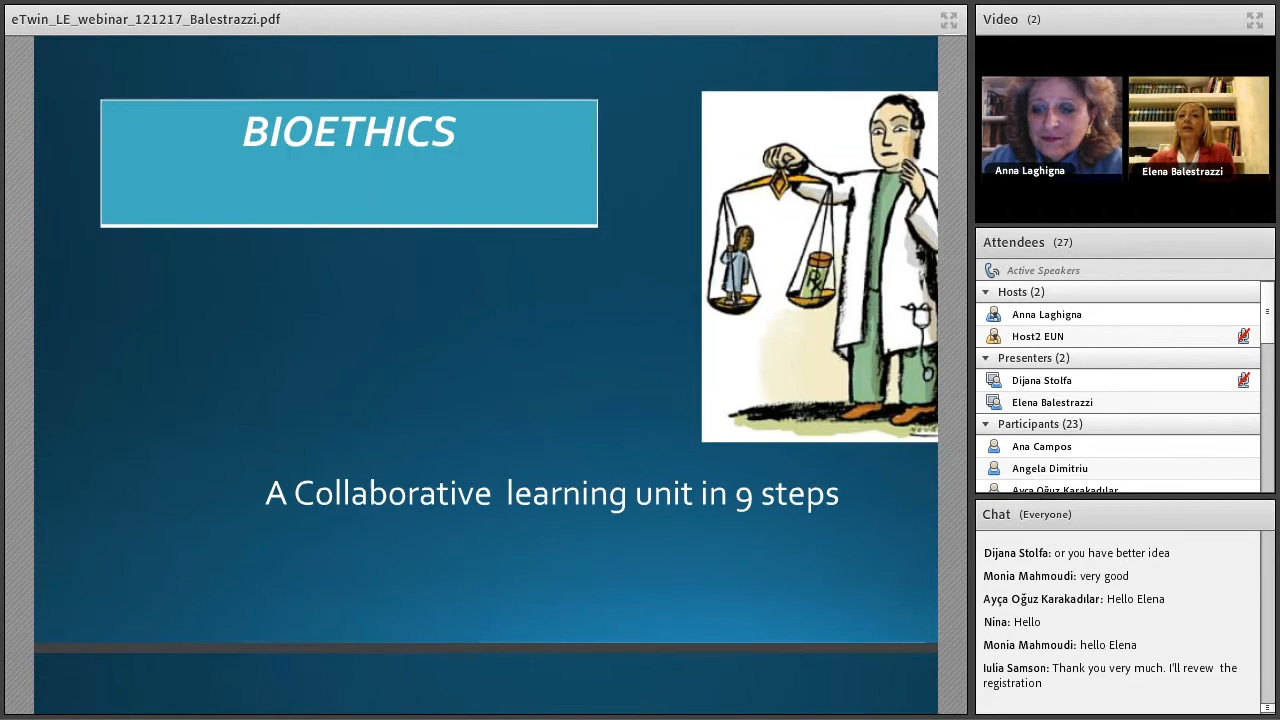 eTwin_LE_webinar_121217_Balestrazzi.pdf
BIOETHICS
A Collaborative learning unit in 9 steps
Video (2)
Anna Laghigna
Elena Balestrazzi
Attendees (27)
Active Speakers
Hosts (2)
Anna Laghigna
Host2 EUN
Presenters (2)
Dijana Stolfa
Elena Balestrazzi
Participants (23)
Ana Campos
Angela Dimitriu
Ayça Oğuz Karakadılar
Chat (Everyone)
Dijana Stolfa: or you have better idea
Monia Mahmoudi: very good
Ayça Oğuz Karakadılar: Hello Elena
Nina: Hello
Monia Mahmoudi: hello Elena
Iulia Samson: Thank you very much. I'll revew the
registration